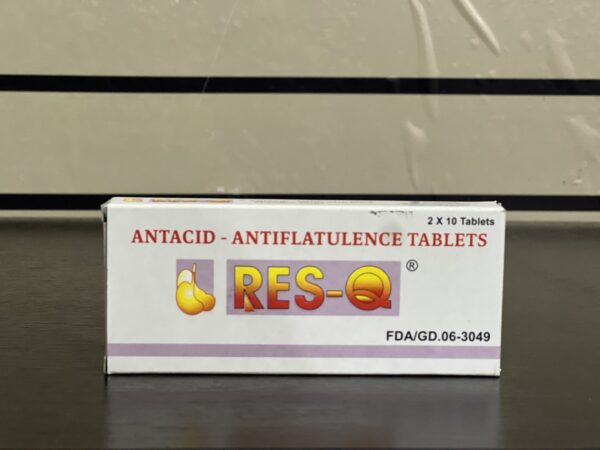 2 X 10 Tablets
ANTACID - ANTIFLATULENCE TABLETS
RES-Q ®
FDA/GD.06-3049